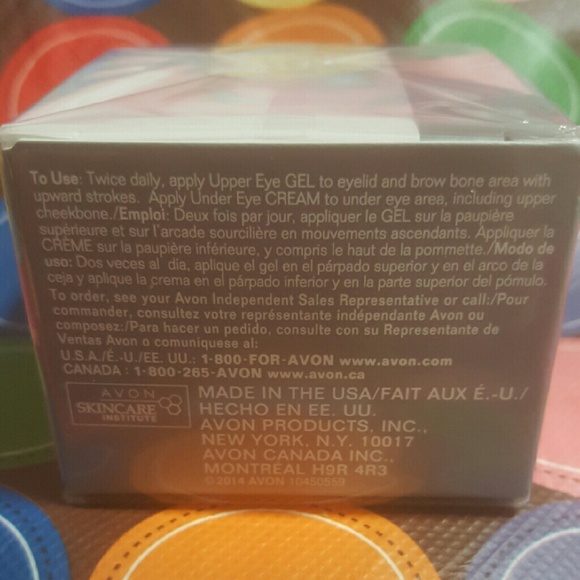 To Use: Twice daily, apply Upper Eye GEL to eyelid and brow bone area with
upward strokes. Apply Under Eye CREAM to under eye area, including upper
cheekbone./Emploi: Deux fois par jour, appliquer le GEL sur la paupière
supérieure et sur l'arcade sourcilière en mouvements ascendants. Appliquer la
CRÈME sur la paupière inférieure, y compris le haut de la pommette./Modo de
uso: Dos veces al día, aplique el gel en el párpado superior y en el arco de la
ceja y aplique la crema en el párpado inferior y en la parte superior del pómulo.
To order, see your Avon Independent Sales Representative or call:/Pour
commander, consultez votre représentante indépendante Avon ou
composez:/Para hacer un pedido, consulte con su Representante de
Ventas Avon o comuníquese al:
U.S.A./É.-U./EE. UU.: 1-800-FOR-AVON www.avon.com
CANADA : 1-800-265-AVON www.avon.ca
AVON
SKINCARE
INSTITUTE
MADE IN THE USA/FAIT AUX É.-U./
HECHO EN EE. UU.
AVON PRODUCTS, INC.,
NEW YORK, N.Y. 10017
AVON CANADA INC.,
MONTRÉAL H9R 4R3
©2014 AVON 10450559